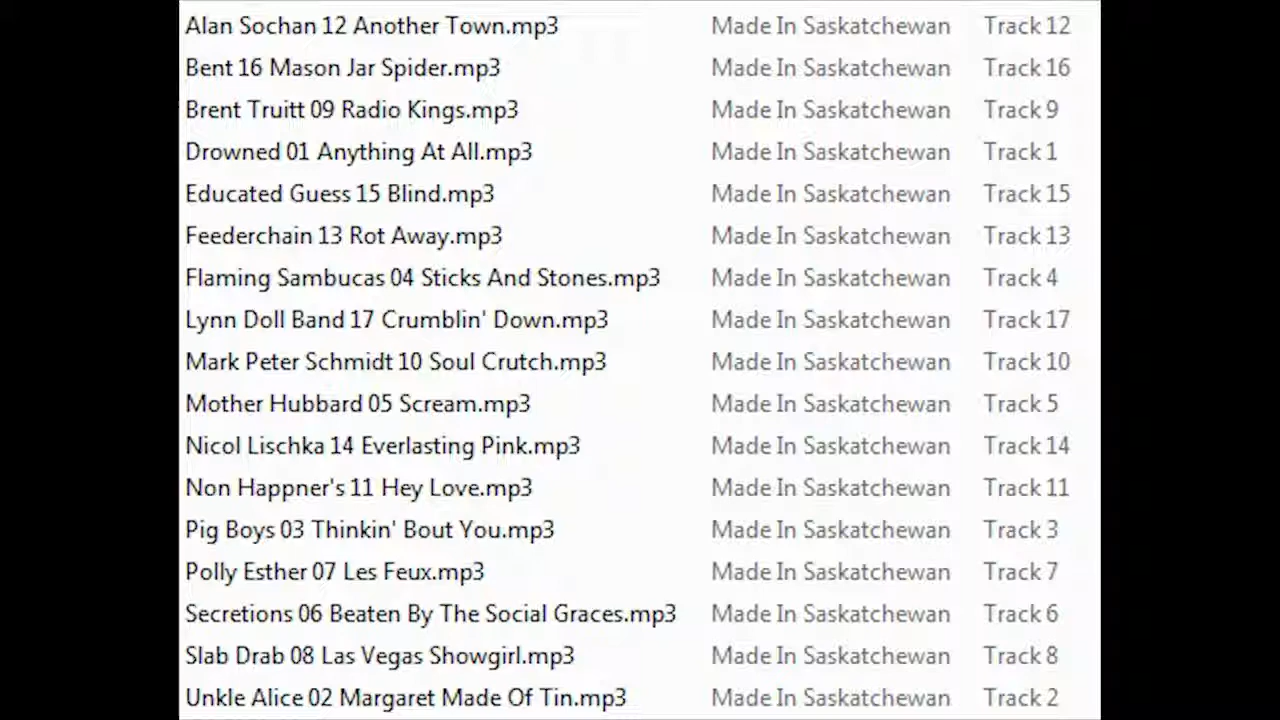 Alan Sochan 12 Another Town.mp3 Made In Saskatchewan Track 12
Bent 16 Mason Jar Spider.mp3 Made In Saskatchewan Track 16
Brent Truitt 09 Radio Kings.mp3 Made In Saskatchewan Track 9
Drowned 01 Anything At All.mp3 Made In Saskatchewan Track 1
Educated Guess 15 Blind.mp3 Made In Saskatchewan Track 15
Feederchain 13 Rot Away.mp3 Made In Saskatchewan Track 13
Flaming Sambucas 04 Sticks And Stones.mp3 Made In Saskatchewan Track 4
Lynn Doll Band 17 Crumblin' Down.mp3 Made In Saskatchewan Track 17
Mark Peter Schmidt 10 Soul Crutch.mp3 Made In Saskatchewan Track 10
Mother Hubbard 05 Scream.mp3 Made In Saskatchewan Track 5
Nicol Lischka 14 Everlasting Pink.mp3 Made In Saskatchewan Track 14
Non Happner's 11 Hey Love.mp3 Made In Saskatchewan Track 11
Pig Boys 03 Thinkin' Bout You.mp3 Made In Saskatchewan Track 3
Polly Esther 07 Les Feux.mp3 Made In Saskatchewan Track 7
Secretions 06 Beaten By The Social Graces.mp3 Made In Saskatchewan Track 6
Slab Drab 08 Las Vegas Showgirl.mp3 Made In Saskatchewan Track 8
Unkle Alice 02 Margaret Made Of Tin.mp3 Made In Saskatchewan Track 2